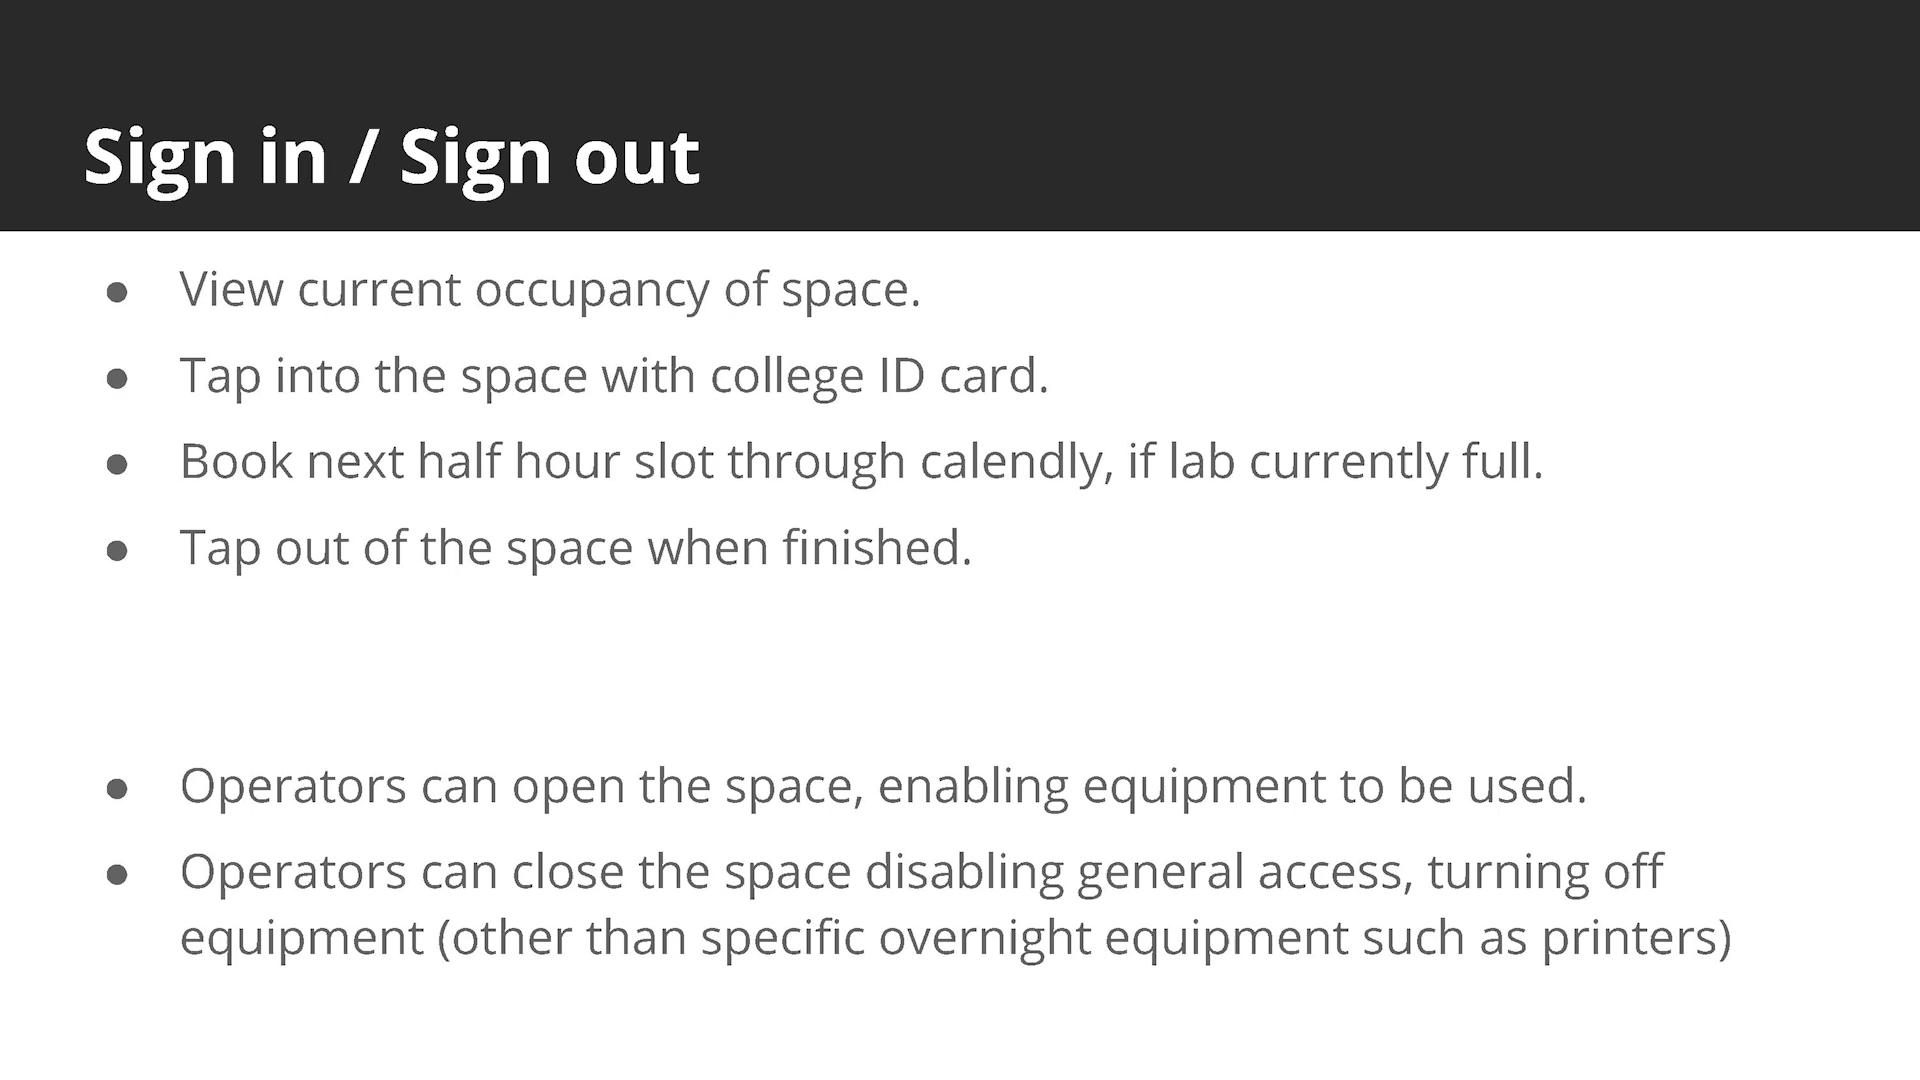 Sign in / Sign out
● View current occupancy of space.
● Tap into the space with college ID card.
● Book next half hour slot through calendly, if lab currently full.
● Tap out of the space when finished.
● Operators can open the space, enabling equipment to be used.
● Operators can close the space disabling general access, turning off
equipment (other than specific overnight equipment such as printers)